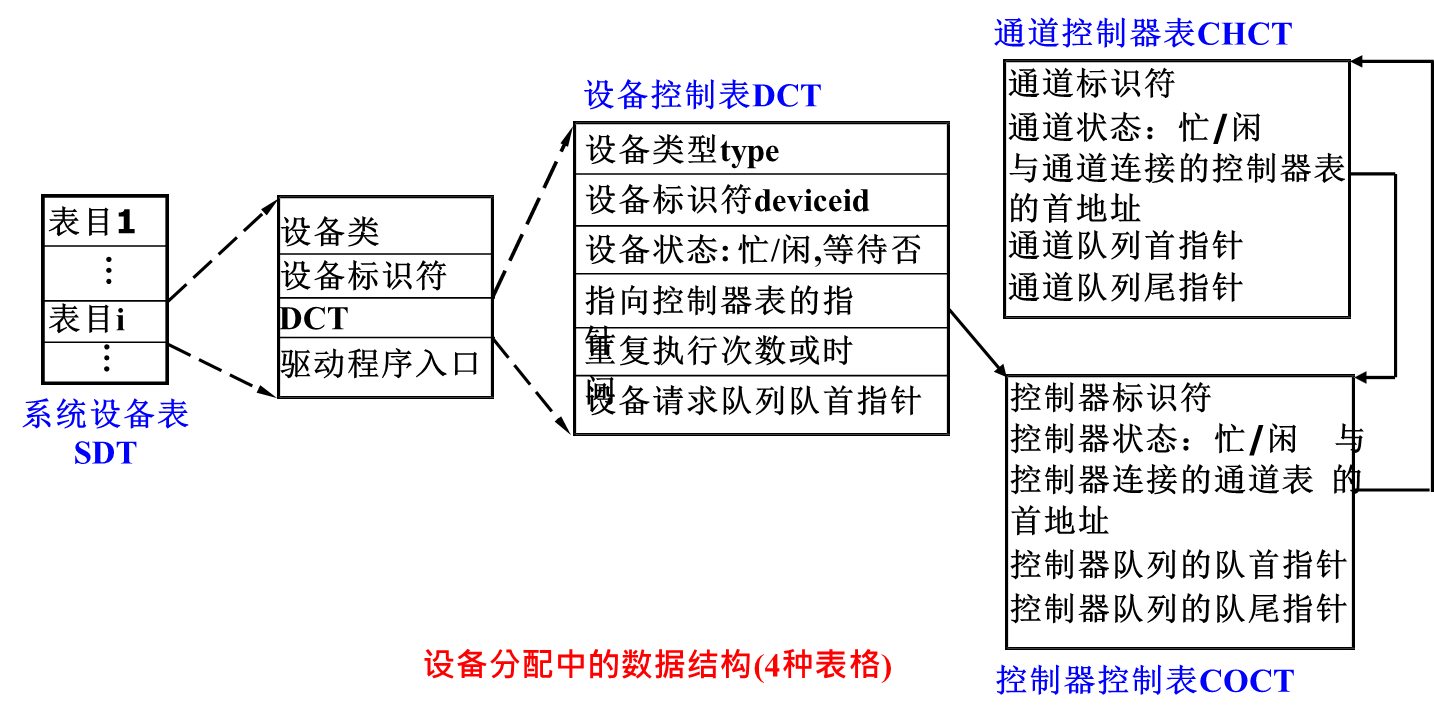 表目1
⋮
表目i
⋮
系统设备表
SDT
设备类
设备标识符
DCT
驱动程序入口
设备控制表DCT
设备类型type
设备标识符deviceid
设备状态: 忙/闲,等待否
指向控制器表的指
针
重复执行次数或时
间
设备请求队列队首指针
通道控制器表CHCT
通道标识符
通道状态：忙/闲
与通道连接的控制器表
的首地址
通道队列首指针
通道队列尾指针
控制器标识符
控制器状态：忙/闲 与
控制器连接的通道表 的
首地址
控制器队列的队首指针
控制器队列的队尾指针
控制器控制表COCT
设备分配中的数据结构(4种表格)